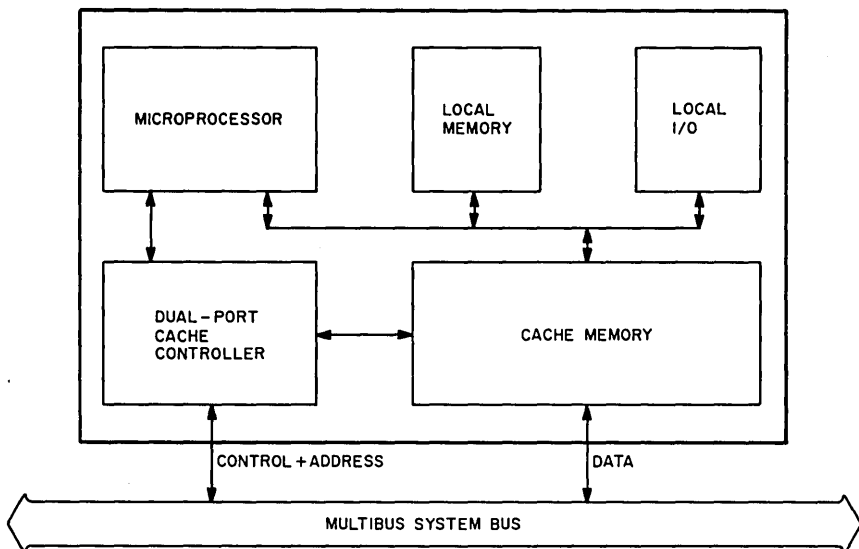 MICROPROCESSOR
LOCAL
MEMORY
LOCAL
I/O
DUAL-PORT
CACHE
CONTROLLER
CACHE MEMORY
CONTROL+ADDRESS
DATA
MULTIBUS SYSTEM BUS